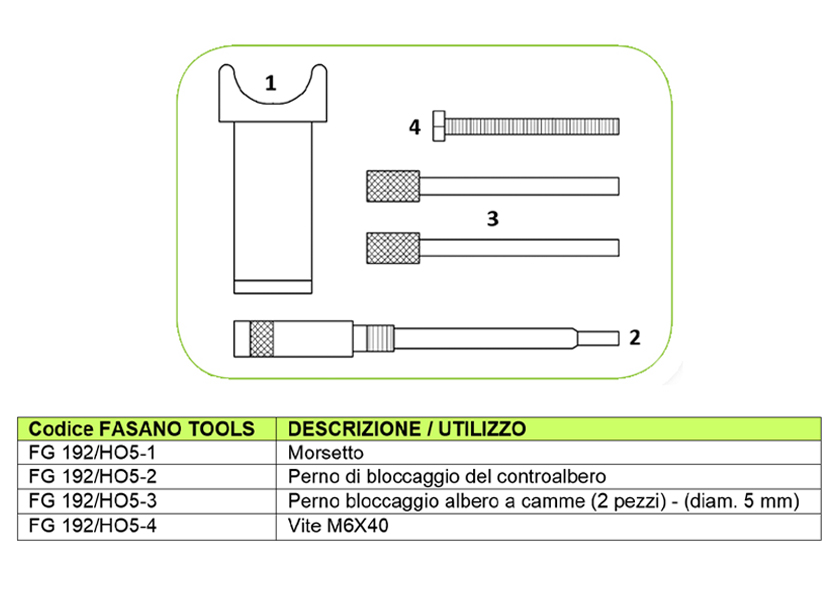 1
4
3
2
Codice FASANO TOOLS DESCRIZIONE / UTILIZZO
FG 192/HO5-1 Morsetto
FG 192/HO5-2 Perno di bloccaggio del controalbero
FG 192/HO5-3 Perno bloccaggio albero a camme (2 pezzi) - (diam. 5 mm)
FG 192/HO5-4 Vite M6X40